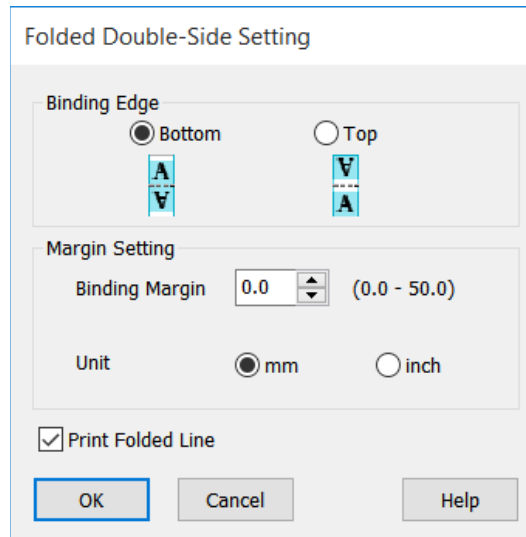 Folded Double-Side Setting
Binding Edge
Bottom Top
A A
A A
Margin Setting
Binding Margin 0.0 (0.0 - 50.0)
Unit mm inch
Print Folded Line
OK Cancel Help